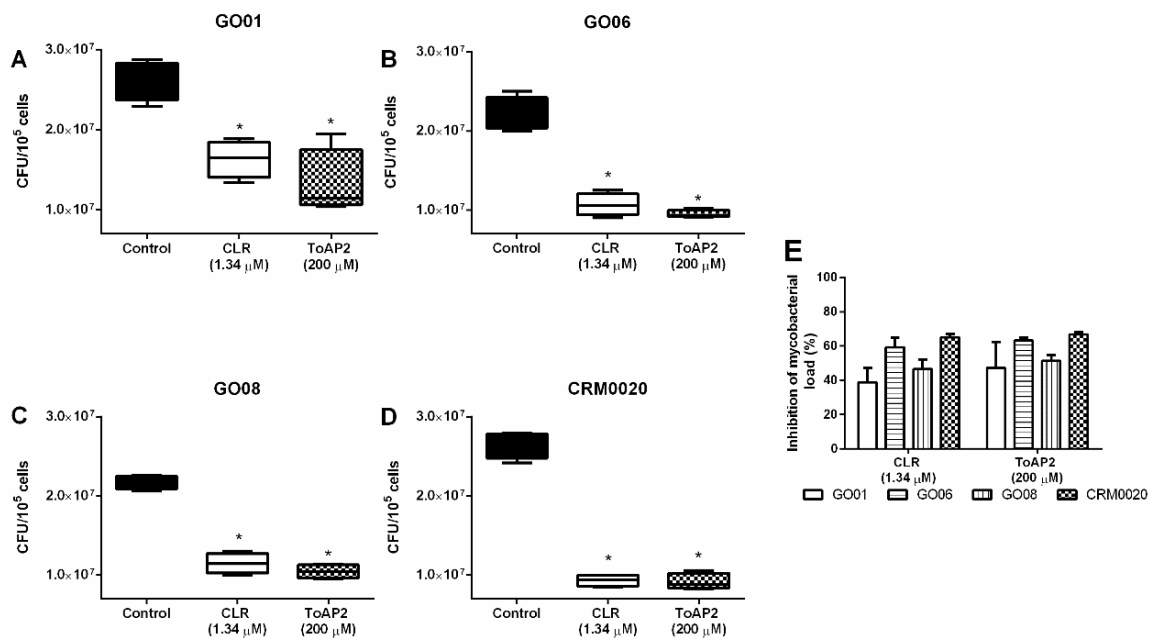 GO01
A
3.0×10⁷
2.0×10⁷
1.0×10⁷
CFU/10⁵ cells
* *
Control CLR (1.34 μM) ToAP2 (200 μM)
GO06
B
3.0×10⁷
2.0×10⁷
1.0×10⁷
CFU/10⁵ cells
* *
Control CLR (1.34 μM) ToAP2 (200 μM)
GO08
C
3.0×10⁷
2.0×10⁷
1.0×10⁷
CFU/10⁵ cells
* *
Control CLR (1.34 μM) ToAP2 (200 μM)
CRM0020
D
3.0×10⁷
2.0×10⁷
1.0×10⁷
CFU/10⁵ cells
* *
Control CLR (1.34 μM) ToAP2 (200 μM)
E
Inhibition of mycobacterial
load (%)
100
80
60
40
20
0
CLR (1.34 μM) ToAP2 (200 μM)
GO01 GO06 GO08 CRM0020